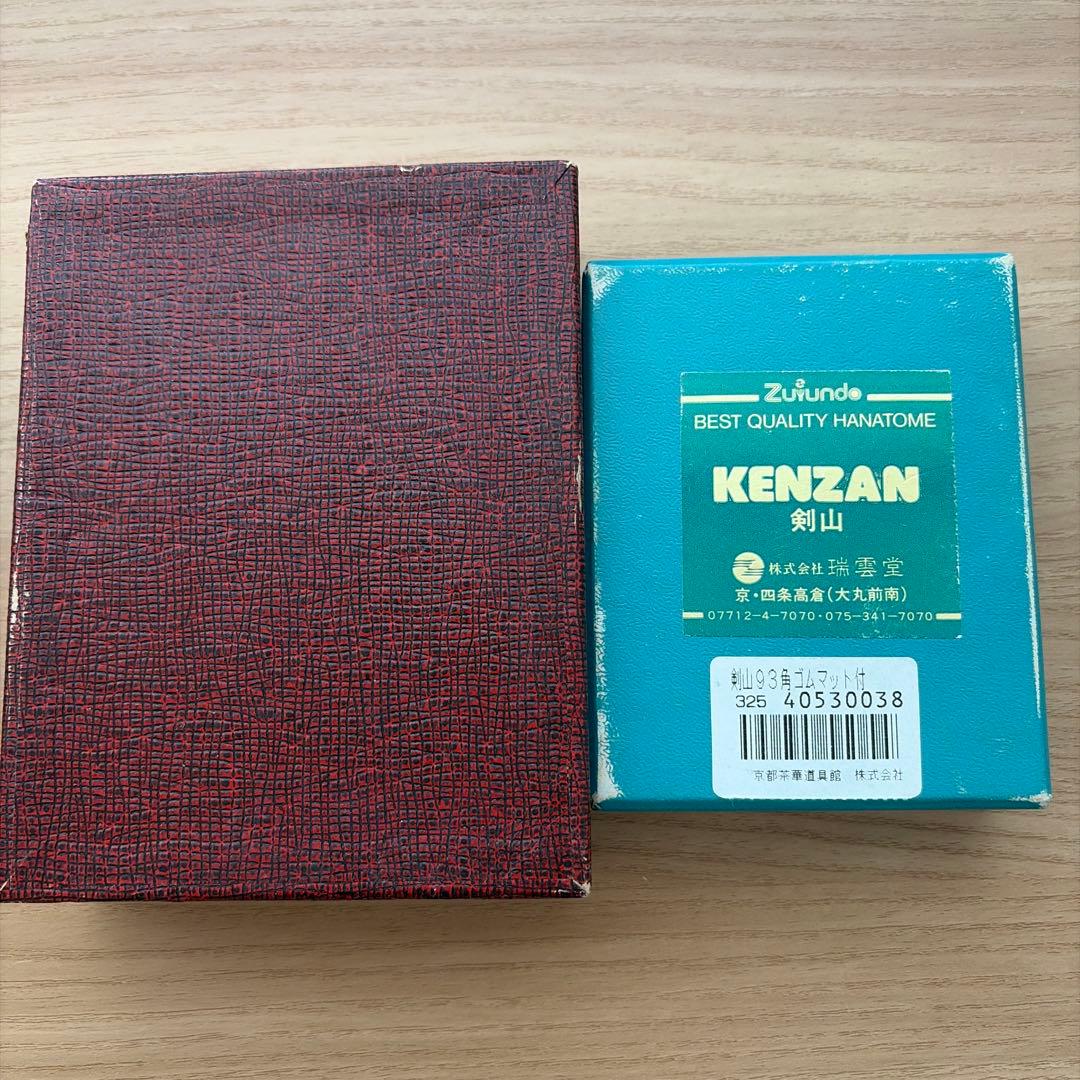 Zuiundo
BEST QUALITY HANATOME
KENZAN
剣山
株式会社 瑞雲堂
京・四条高倉(大丸前南)
07712-4-7070・075-341-7070
剣山93角ゴムマット付
325 40530038
京都茶華道具館 株式会社